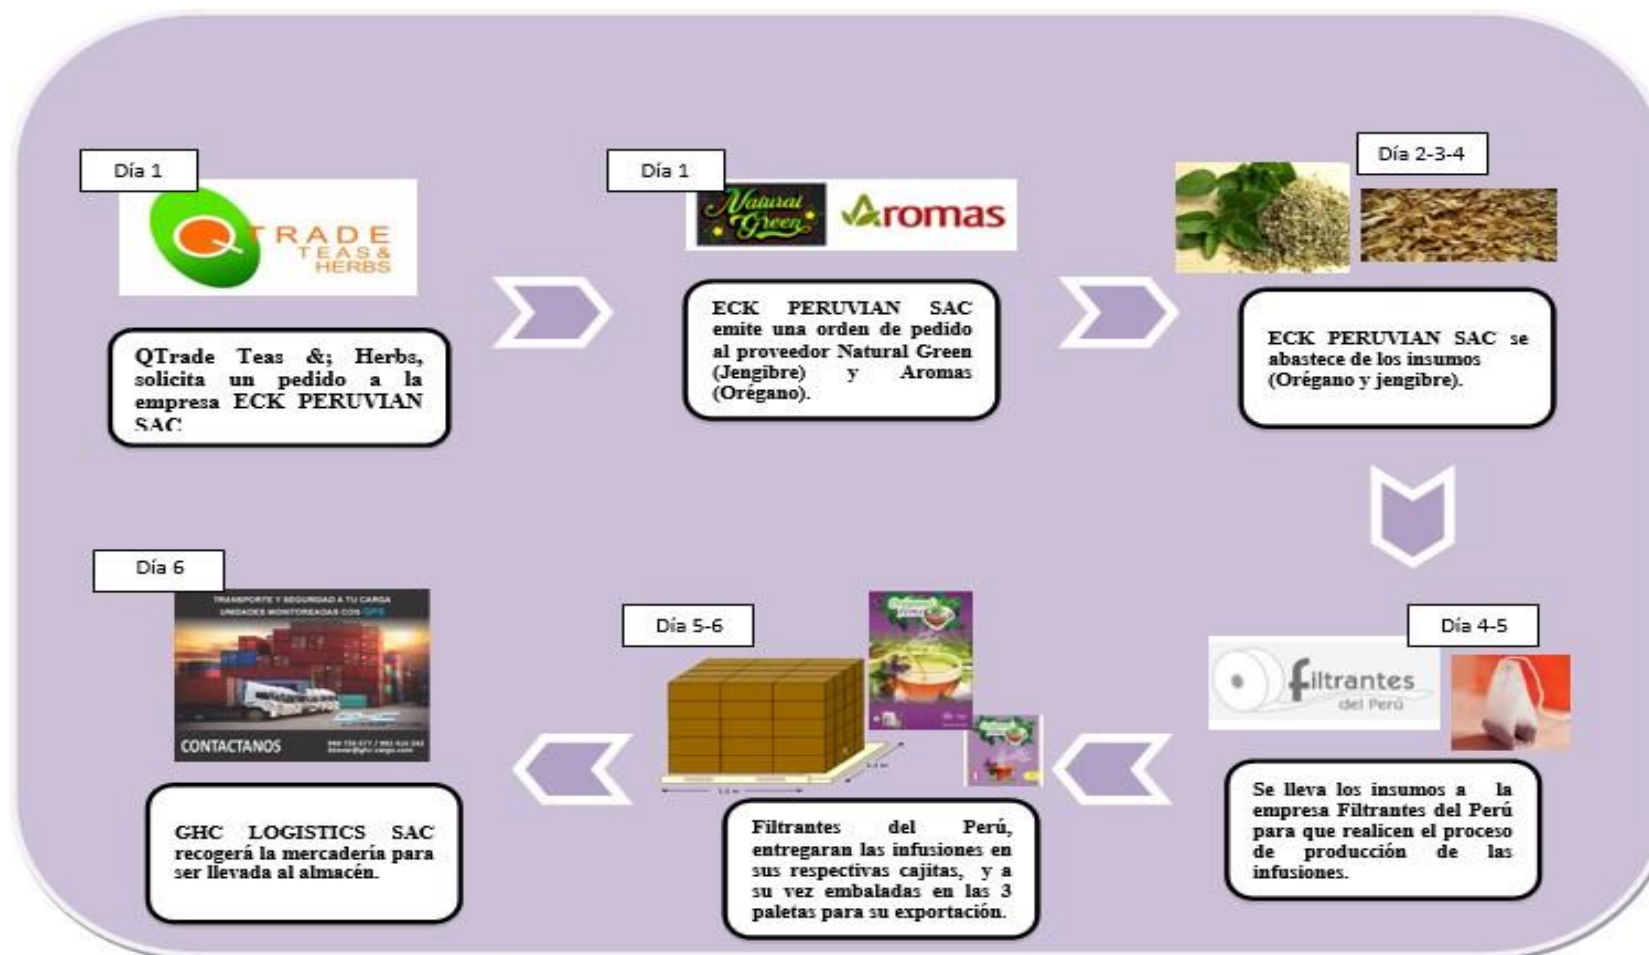 Día 1
QTRADE
TEAS &
HERBS
QTrade Teas &; Herbs,
solicita un pedido a la
empresa ECK PERUVIAN
SAC
Día 1
Natural
Green
Aromas
ECK PERUVIAN SAC
emite una orden de pedido
al proveedor Natural Green
(Jengibre) y Aromas
(Orégano).
Día 2-3-4
ECK PERUVIAN SAC se
abastece de los insumos
(Orégano y jengibre).
Día 4-5
filtrantes
del Perú
Se lleva los insumos a la
empresa Filtrantes del Perú
para que realicen el proceso
de producción de las
infusiones.
Día 5-6
Filtrantes del Perú,
entregaran las infusiones en
sus respectivas cajitas, y a
su vez embaladas en las 3
paletas para su exportación.
Día 6
TRANSPORTE Y SEGURIDAD A TU CARGA
UNIDADES MONITOREADAS CON GPS
CONTACTANOS
GHC LOGISTICS SAC
recogerá la mercadería para
ser llevada al almacén.